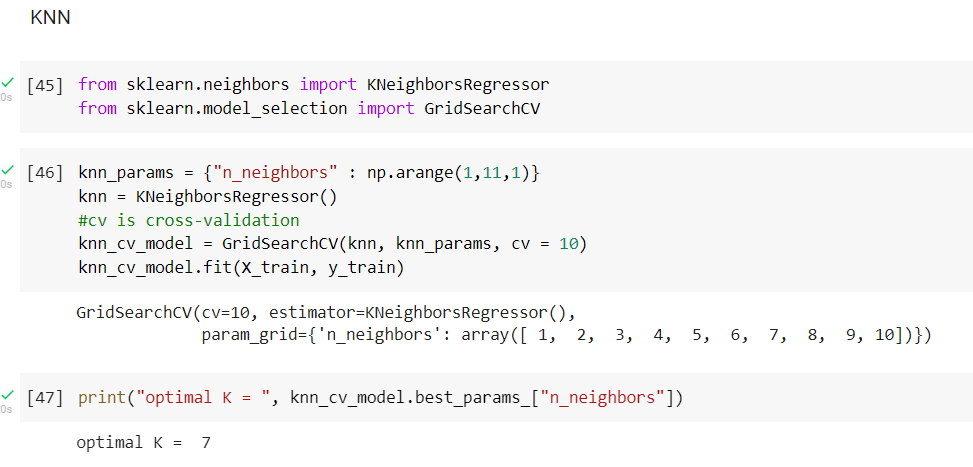 KNN
[45] from sklearn.neighbors import KNeighborsRegressor
0s
from sklearn.model_selection import GridSearchCV
[46] knn_params = {"n_neighbors" : np.arange(1,11,1)}
0s
knn = KNeighborsRegressor()
#cv is cross-validation
knn_cv_model = GridSearchCV(knn, knn_params, cv = 10)
knn_cv_model.fit(X_train, y_train)
GridSearchCV(cv=10, estimator=KNeighborsRegressor(),
param_grid={'n_neighbors': array([ 1,  2,  3,  4,  5,  6,  7,  8,  9, 10])})
[47] print("optimal K = ", knn_cv_model.best_params_["n_neighbors"])
0s
optimal K =  7